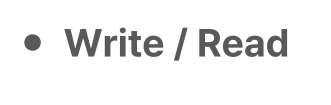 • Write / Read